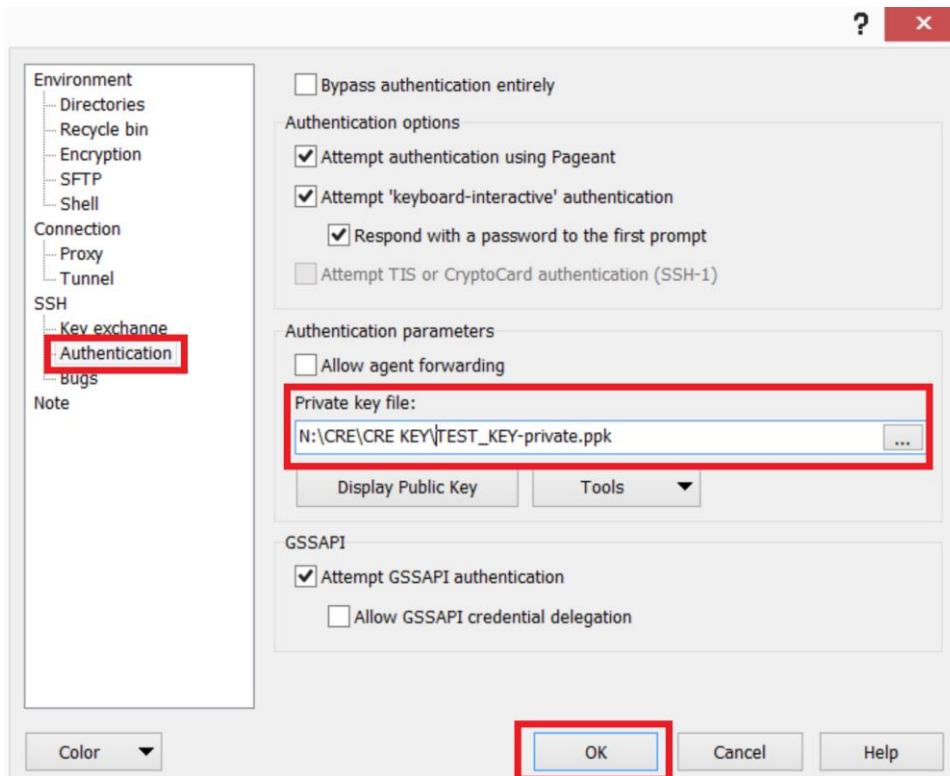 ?
Environment
Directories
Recycle bin
Encryption
SFTP
Shell
Connection
Proxy
Tunnel
SSH
Key exchange
Authentication
Bugs
Note
Bypass authentication entirely
Authentication options
Attempt authentication using Pageant
Attempt 'keyboard-interactive' authentication
Respond with a password to the first prompt
Attempt TIS or CryptoCard authentication (SSH-1)
Authentication parameters
Allow agent forwarding
Private key file:
N:\CRE\CRE KEY\TEST_KEY-private.ppk
...
Display Public Key
Tools
GSSAPI
Attempt GSSAPI authentication
Allow GSSAPI credential delegation
Color
OK
Cancel
Help